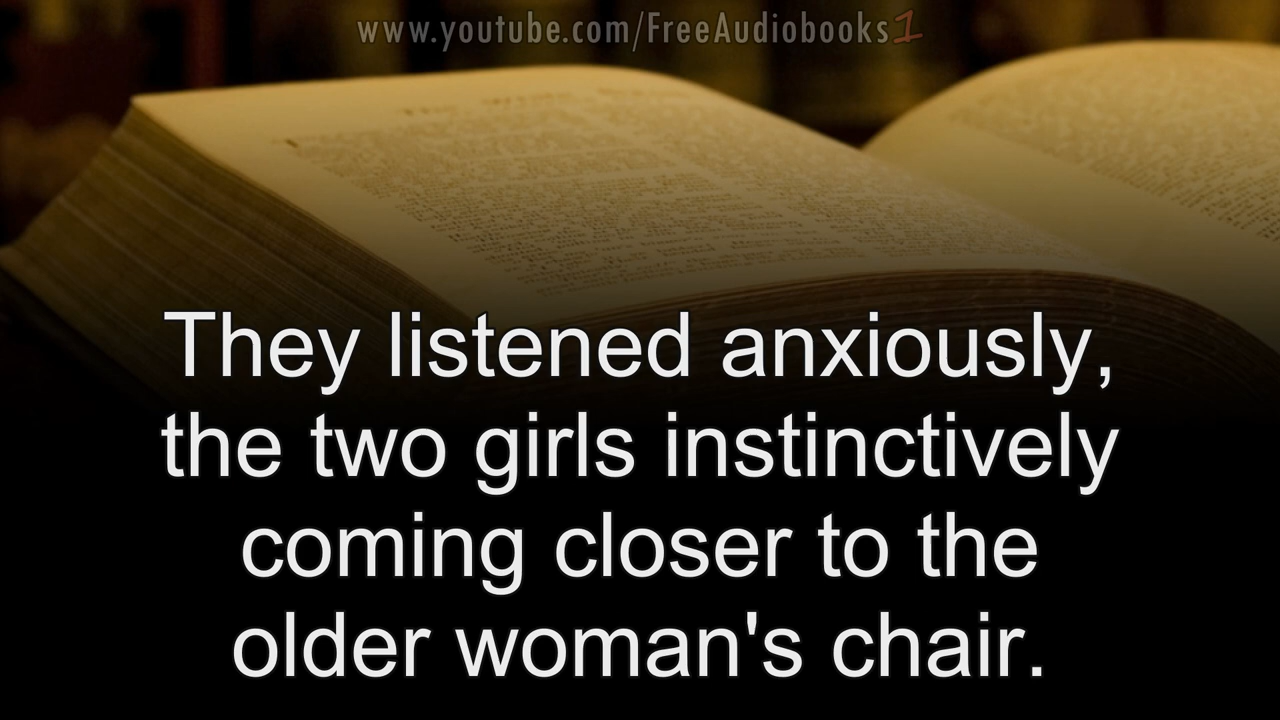 www.youtube.com/FreeAudiobooks1
They listened anxiously,
the two girls instinctively
coming closer to the
older woman's chair.